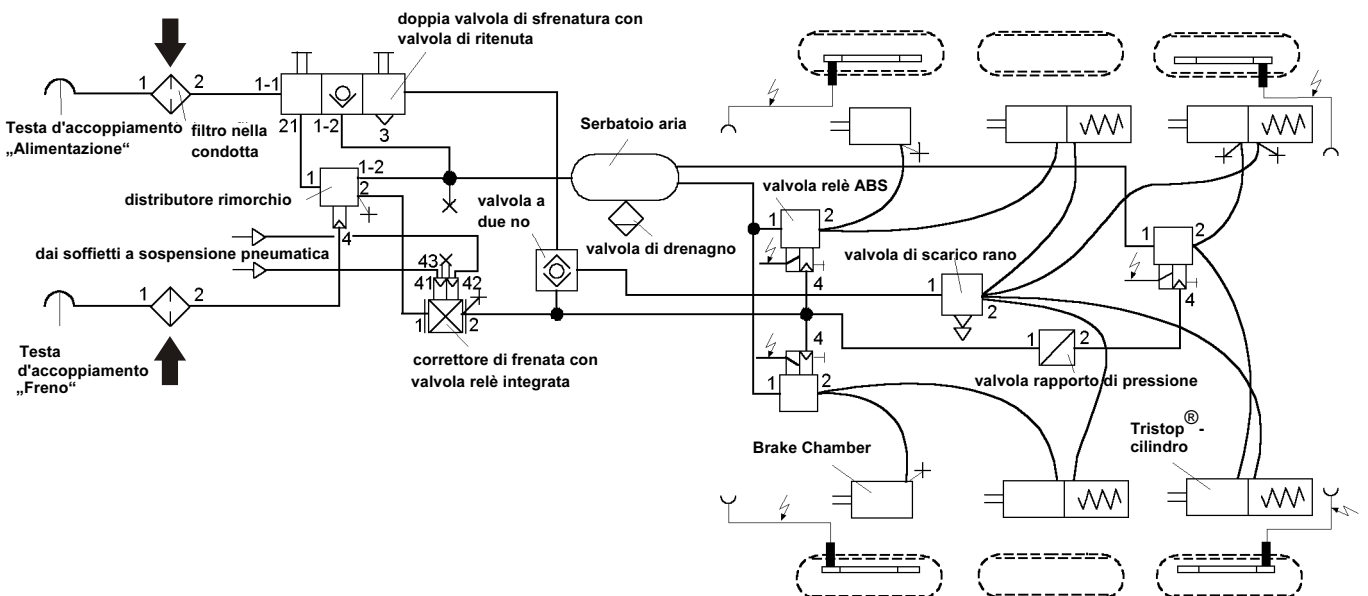 doppia valvola di sfrenatura con
valvola di ritenuta
1
2
1-1
21
1-2
3
Testa d'accoppiamento
„Alimentazione“
filtro nella
condotta
Serbatoio aria
1
1-2
2
4
distributore rimorchio
valvola a
due no
valvola relè ABS
1
2
4
dai soffietti a sospensione pneumatica
valvola di drenagno
valvola di scarico rano
1
2
1
2
4
43
41
42
1
2
1
2
correttore di frenata con
valvola relè integrata
Testa
d'accoppiamento
„Freno“
4
1
2
1
2
valvola rapporto di pressione
Brake Chamber
Tristop®-
cilindro